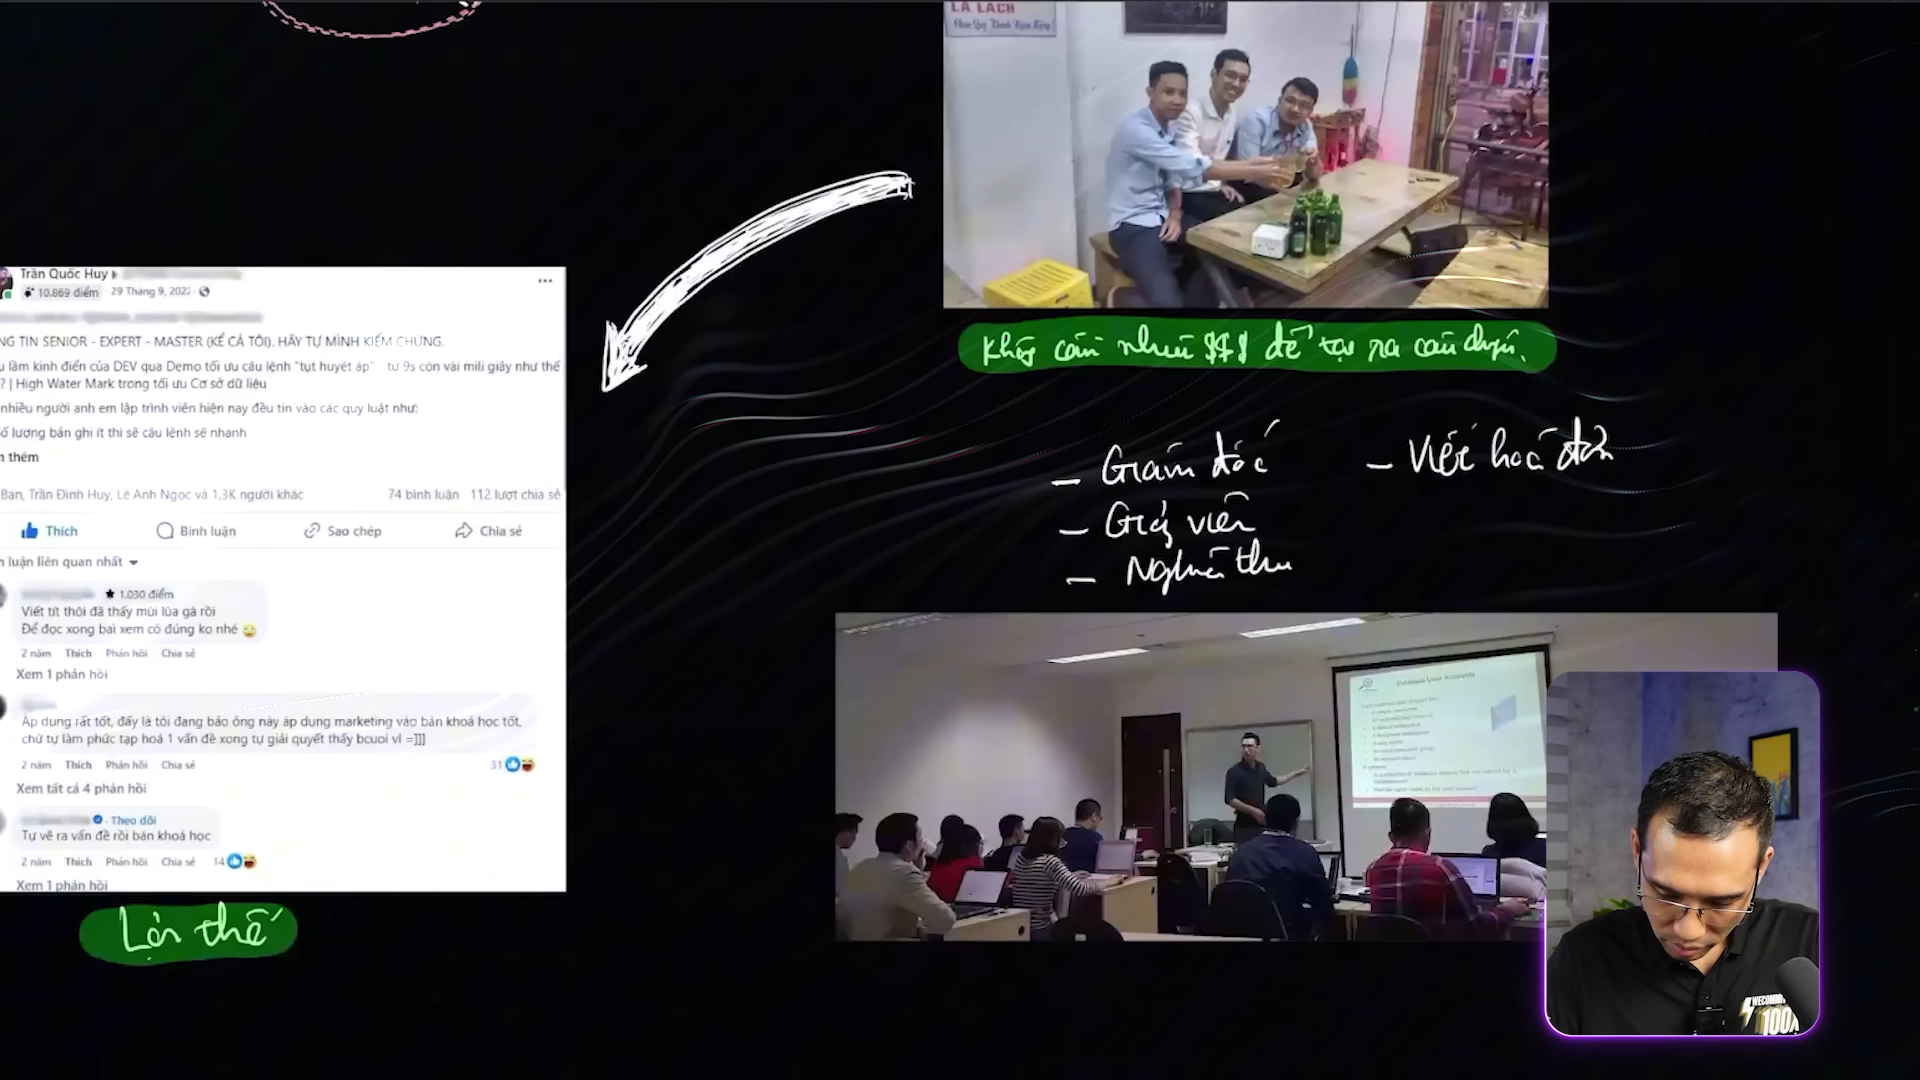 LA LACH
Trần Quốc Huy
10.869 điểm · 29 Tháng 9, 2022
NG TIN SENIOR - EXPERT - MASTER (KỂ CẢ TÔI). HÃY TỰ MÌNH KIỂM CHỨNG.
lầm kinh điển của DEV qua Demo tối ưu câu lệnh "tụt huyết áp" - từ 9s còn vài mili giây như thế
? | High Water Mark trong tối ưu Cơ sở dữ liệu
nhiều người anh em lập trình viên hiện nay đều tin vào các quy luật như:
ố lượng bản ghi ít thì sẽ câu lệnh sẽ nhanh
thêm
Bạn, Trần Đình Huy, Lê Anh Ngọc và 1,3K người khác
74 bình luận 112 lượt chia sẻ
Thích Bình luận Sao chép Chia sẻ
luận liên quan nhất
1.030 điểm
Viết tít thôi đã thấy mùi lùa gà rồi
Để đọc xong bài xem có đúng ko nhé
2 năm Thích Phản hồi Chia sẻ
Xem 1 phản hồi
Áp dụng rất tốt, đấy là tôi đang bảo ông này áp dụng marketing vào bán khoá học tốt,
chứ tự làm phức tạp hoá 1 vấn đề xong tự giải quyết thấy bcuoi vl =]]]
2 năm Thích Phản hồi Chia sẻ 31
Xem tất cả 4 phản hồi
Theo dõi
Tự vẽ ra vấn đề rồi bán khoá học
2 năm Thích Phản hồi Chia sẻ 14
Xem 1 phản hồi
Lợi thế
Không cần nhiều $$$ để tạo ra câu chuyện.
- Giám đốc
- Giảng viên
- Nghiệm thu
- Viết hoá đơn
Database User Accounts
WECOMMIT
100X